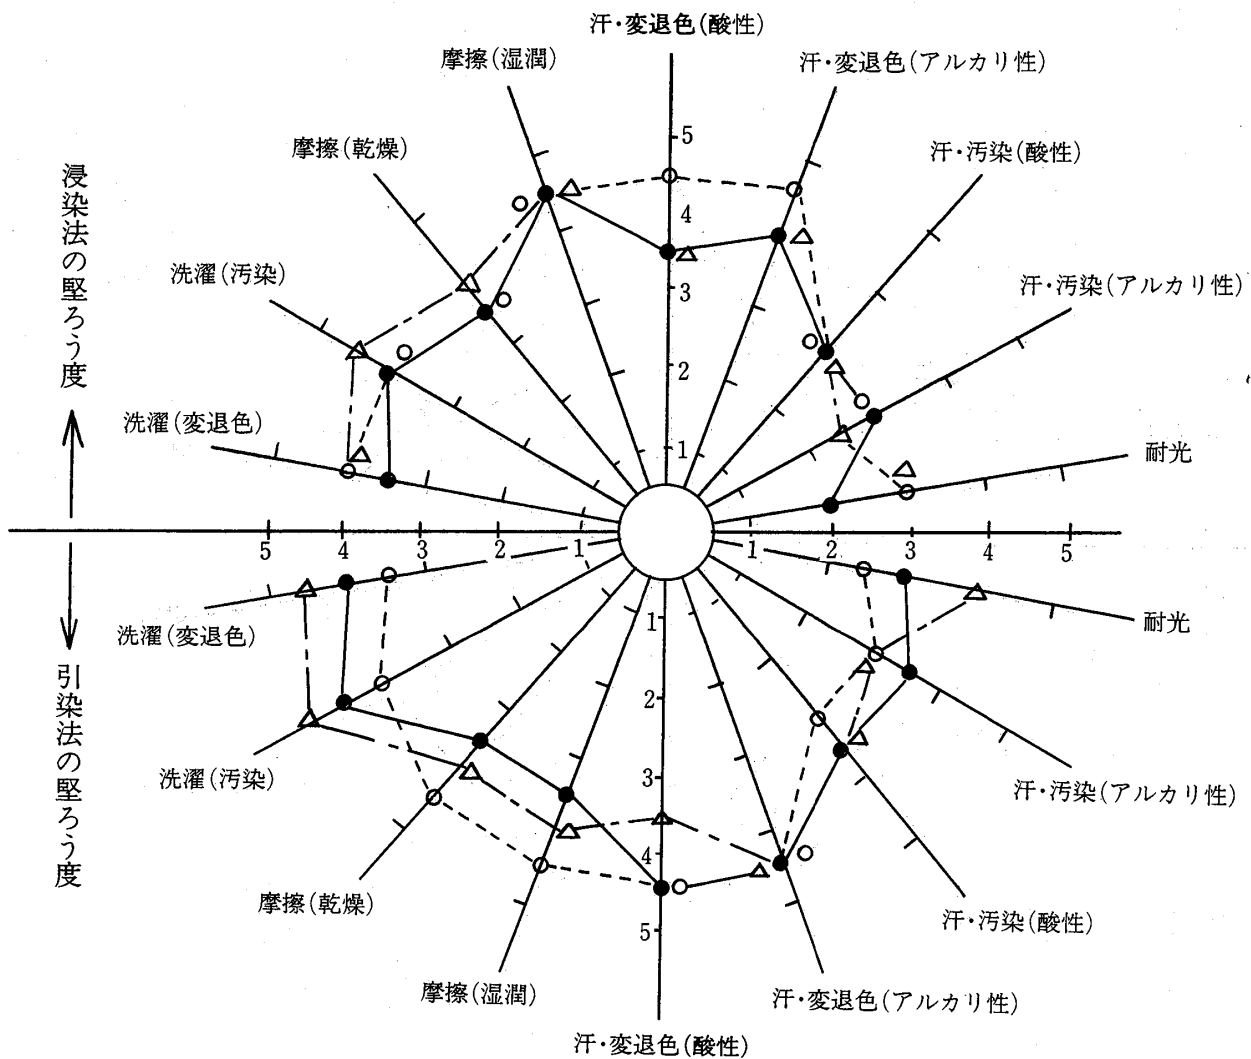 汗・変退色(酸性)
摩擦(湿潤)
汗・変退色(アルカリ性)
摩擦(乾燥)
汗・汚染(酸性)
洗濯(汚染)
汗・汚染(アルカリ性)
洗濯(変退色)
耐光
浸染法の堅ろう度
5
4
3
2
1
5 4 3 2 1 1 2 3 4 5
1
2
3
4
5
引染法の堅ろう度
洗濯(変退色)
耐光
洗濯(汚染)
汗・汚染(アルカリ性)
摩擦(乾燥)
汗・汚染(酸性)
摩擦(湿潤)
汗・変退色(アルカリ性)
汗・変退色(酸性)